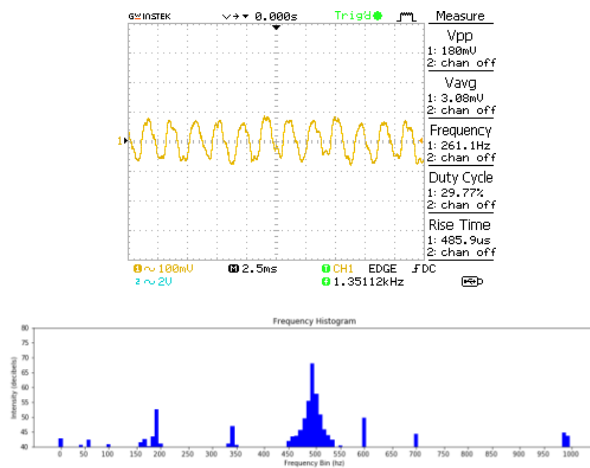 GWINSTEK 0.000s Trig'd Measure
Vpp
1: 180mV
2: chan off
Vavg
1: 3.08mV
2: chan off
Frequency
1: 261.1Hz
2: chan off
Duty Cycle
1: 29.77%
2: chan off
Rise Time
1: 485.9us
2: chan off
1
1 ~ 100mV M 2.5ms CH1 EDGE DC
2 ~ 2V 1.35112kHz
Frequency Histogram
80
75
70
65
60
55
50
45
40
Intensity (decibels)
0 50 100 150 200 250 300 350 400 450 500 550 600 650 700 750 800 850 900 950 1000
Frequency Bin (hz)